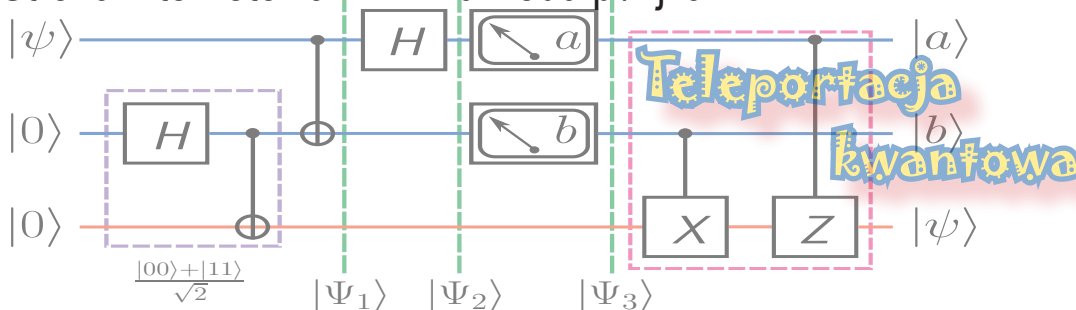 |ψ⟩ H a |a⟩
Teleportacja
|0⟩ H b |b⟩
kwantowa
|0⟩ X Z |ψ⟩
|00⟩+|11⟩
√2
|Ψ₁⟩ |Ψ₂⟩ |Ψ₃⟩